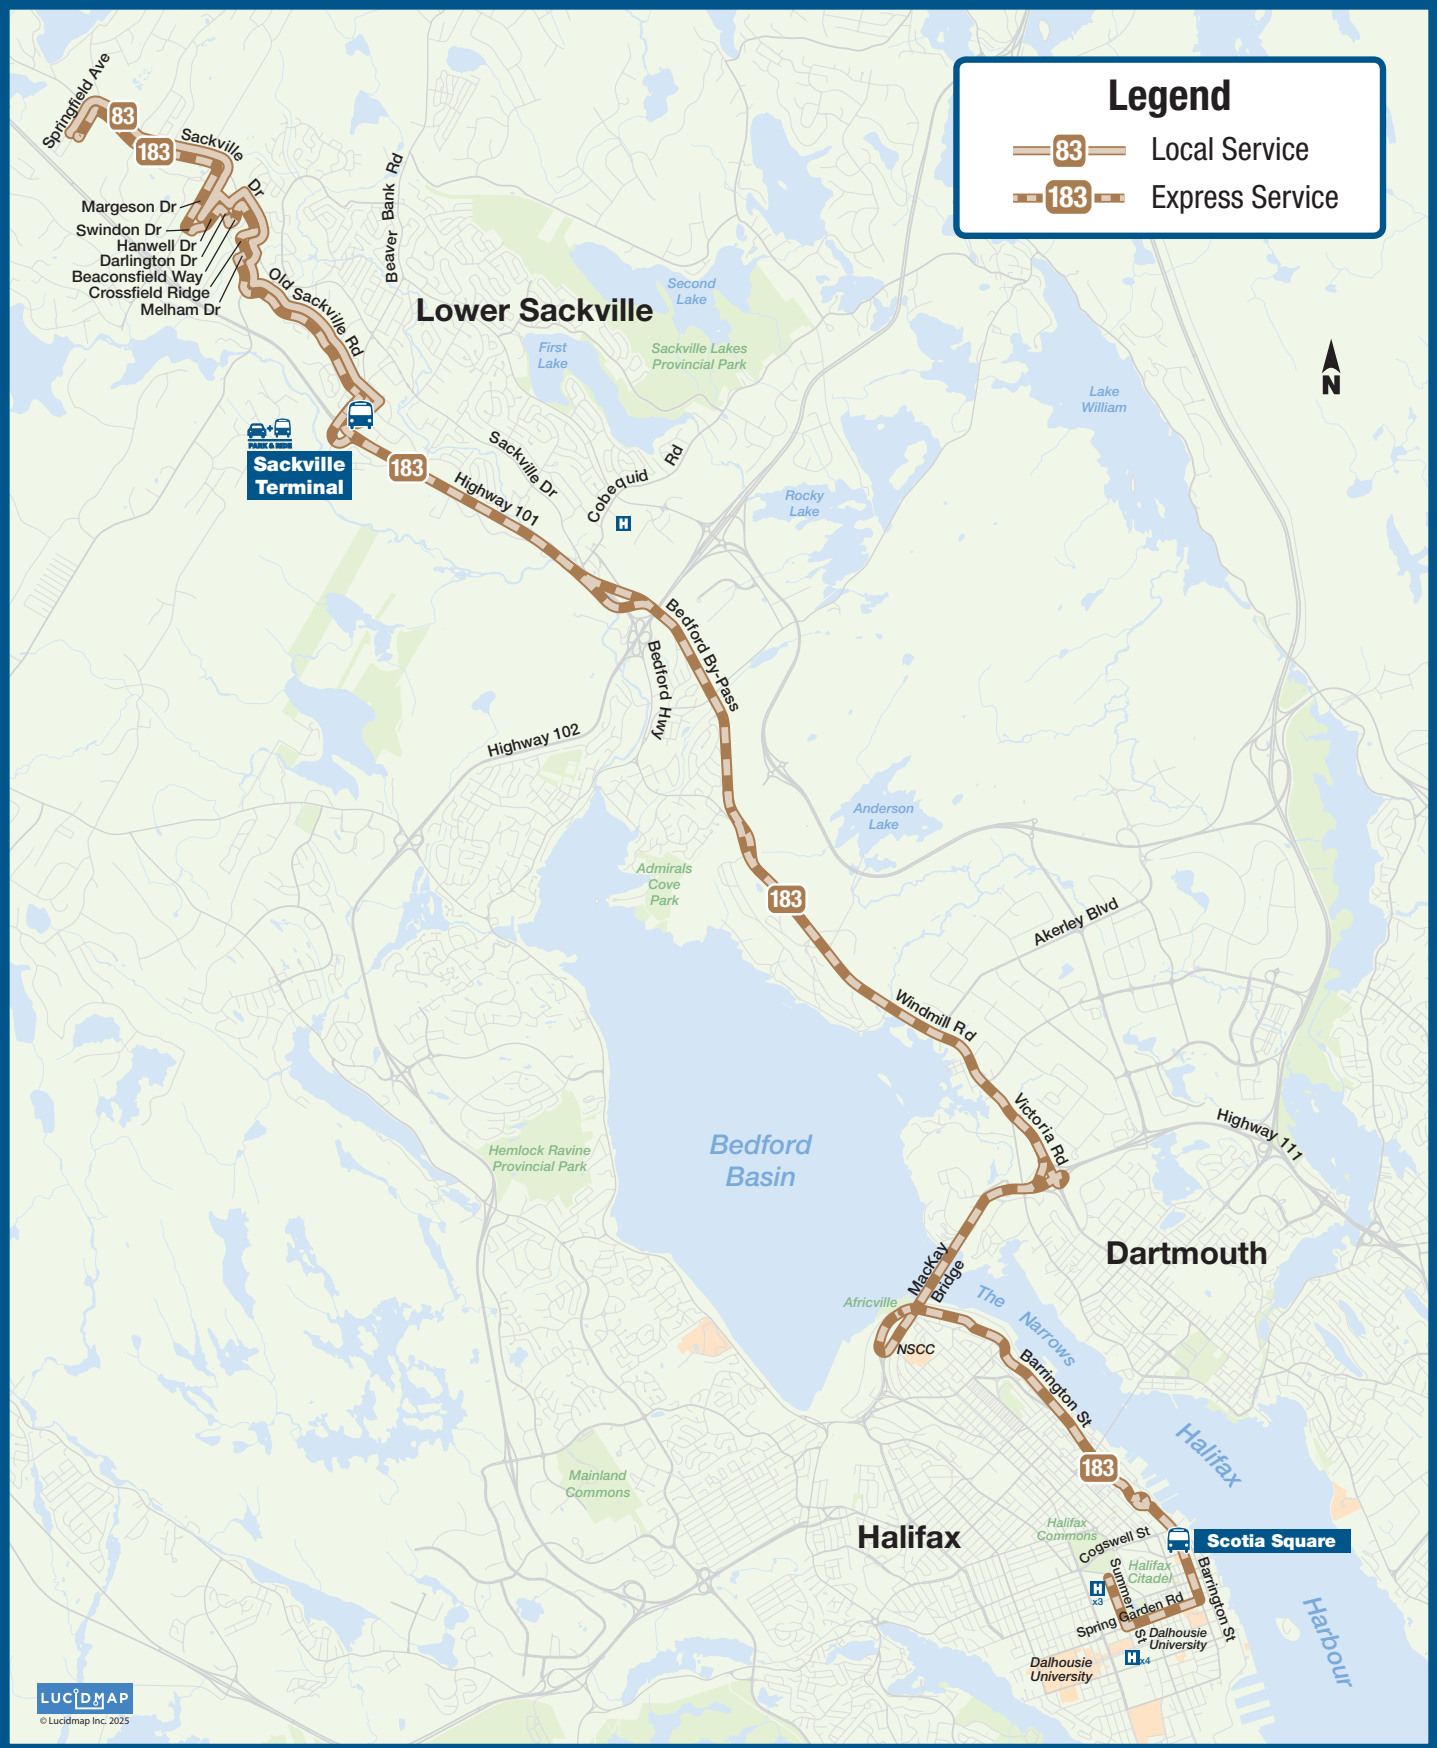 Legend
83
Local Service
183
Express Service
Springfield Ave
83
183
Sackville Dr
Margeson Dr
Swindon Dr
Hanwell Dr
Darlington Dr
Beaconsfield Way
Crossfield Ridge
Melham Dr
Old Sackville Rd
Beaver Bank Rd
Lower Sackville
Second
Lake
First
Lake
Sackville Lakes
Provincial Park
Lake
William
N
PARK & RIDE
Sackville
Terminal
183
Highway 101
Sackville Dr
Cobequid Rd
H
Rocky
Lake
Bedford By-Pass
Bedford Hwy
Highway 102
Anderson
Lake
Admirals
Cove
Park
183
Akerley Blvd
Windmill Rd
Victoria Rd
Highway 111
Hemlock Ravine
Provincial Park
Bedford
Basin
Dartmouth
MacKay
Bridge
Africville
The Narrows
NSCC
Barrington St
Halifax
Harbour
183
Mainland
Commons
Halifax
Halifax
Commons
Cogswell St
Scotia Square
Halifax
Citadel
H
x3
Summer St
Spring Garden Rd
Barrington St
Dalhousie
University
H
x4
Dalhousie
University
LUCIDMAP
© Lucidmap Inc. 2025